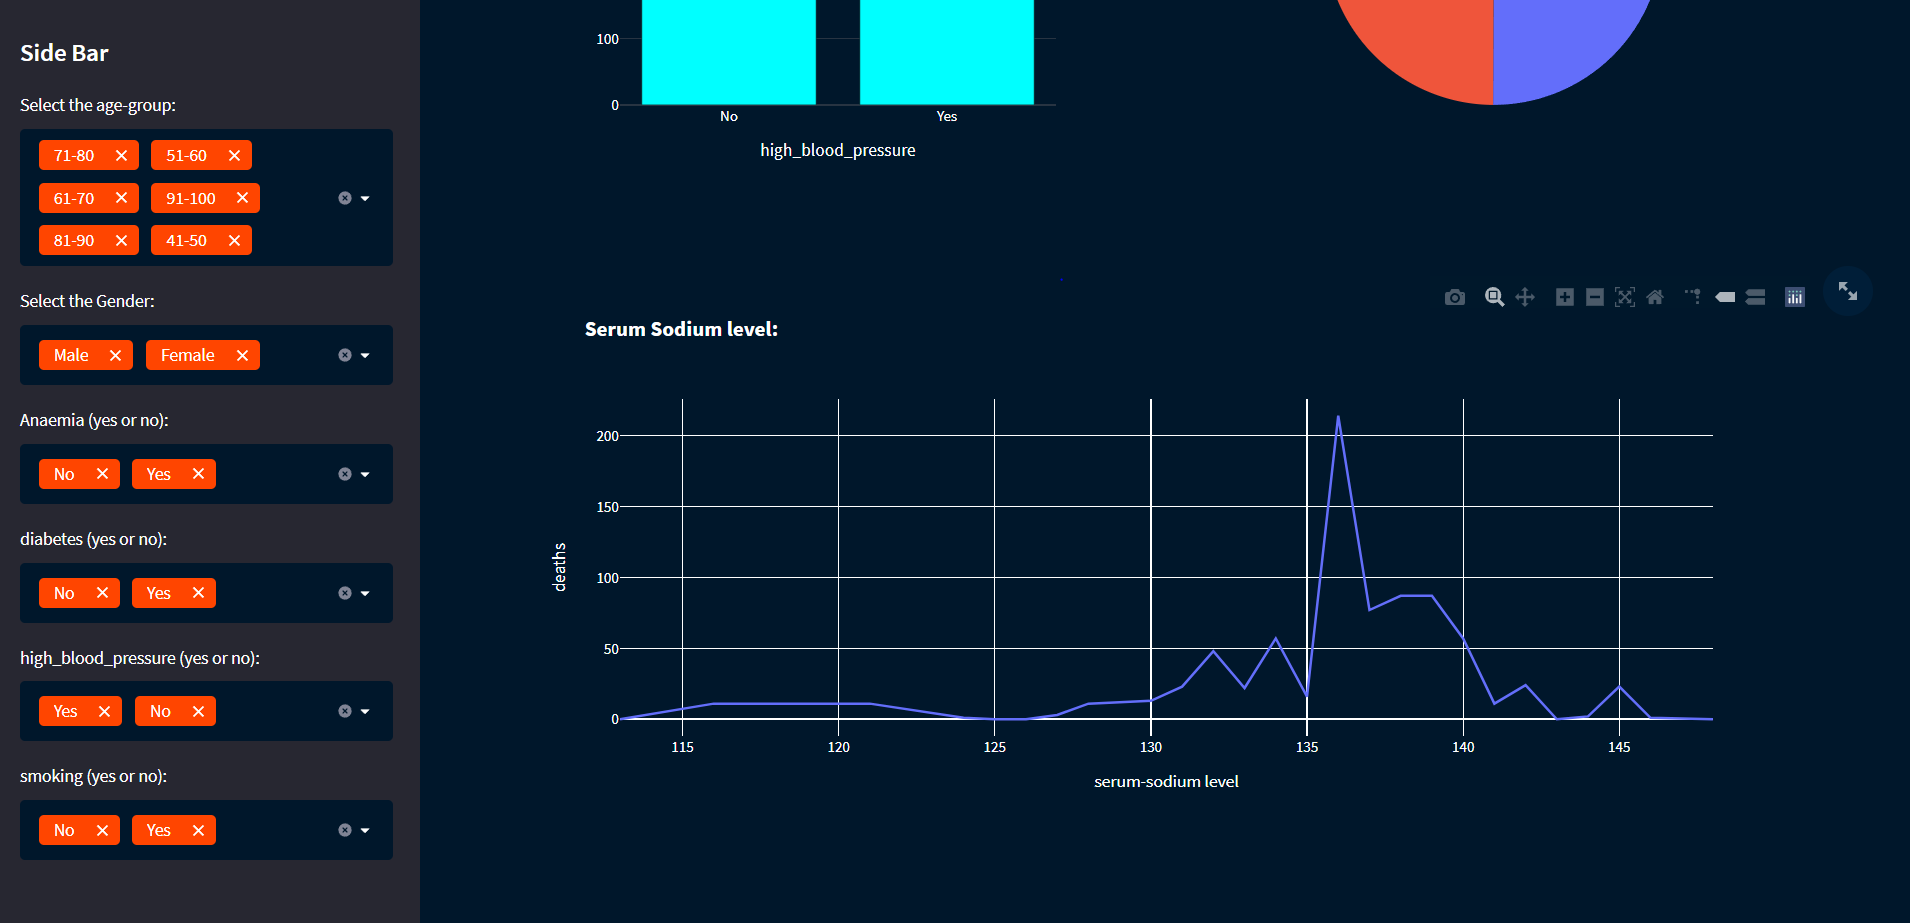 Side Bar
Select the age-group:
71-80 51-60
61-70 91-100
81-90 41-50
Select the Gender:
Male Female
Anaemia (yes or no):
No Yes
diabetes (yes or no):
No Yes
high_blood_pressure (yes or no):
Yes No
smoking (yes or no):
No Yes
100
0
No Yes
high_blood_pressure
Serum Sodium level:
200
150
100
50
0
deaths
115 120 125 130 135 140 145
serum-sodium level